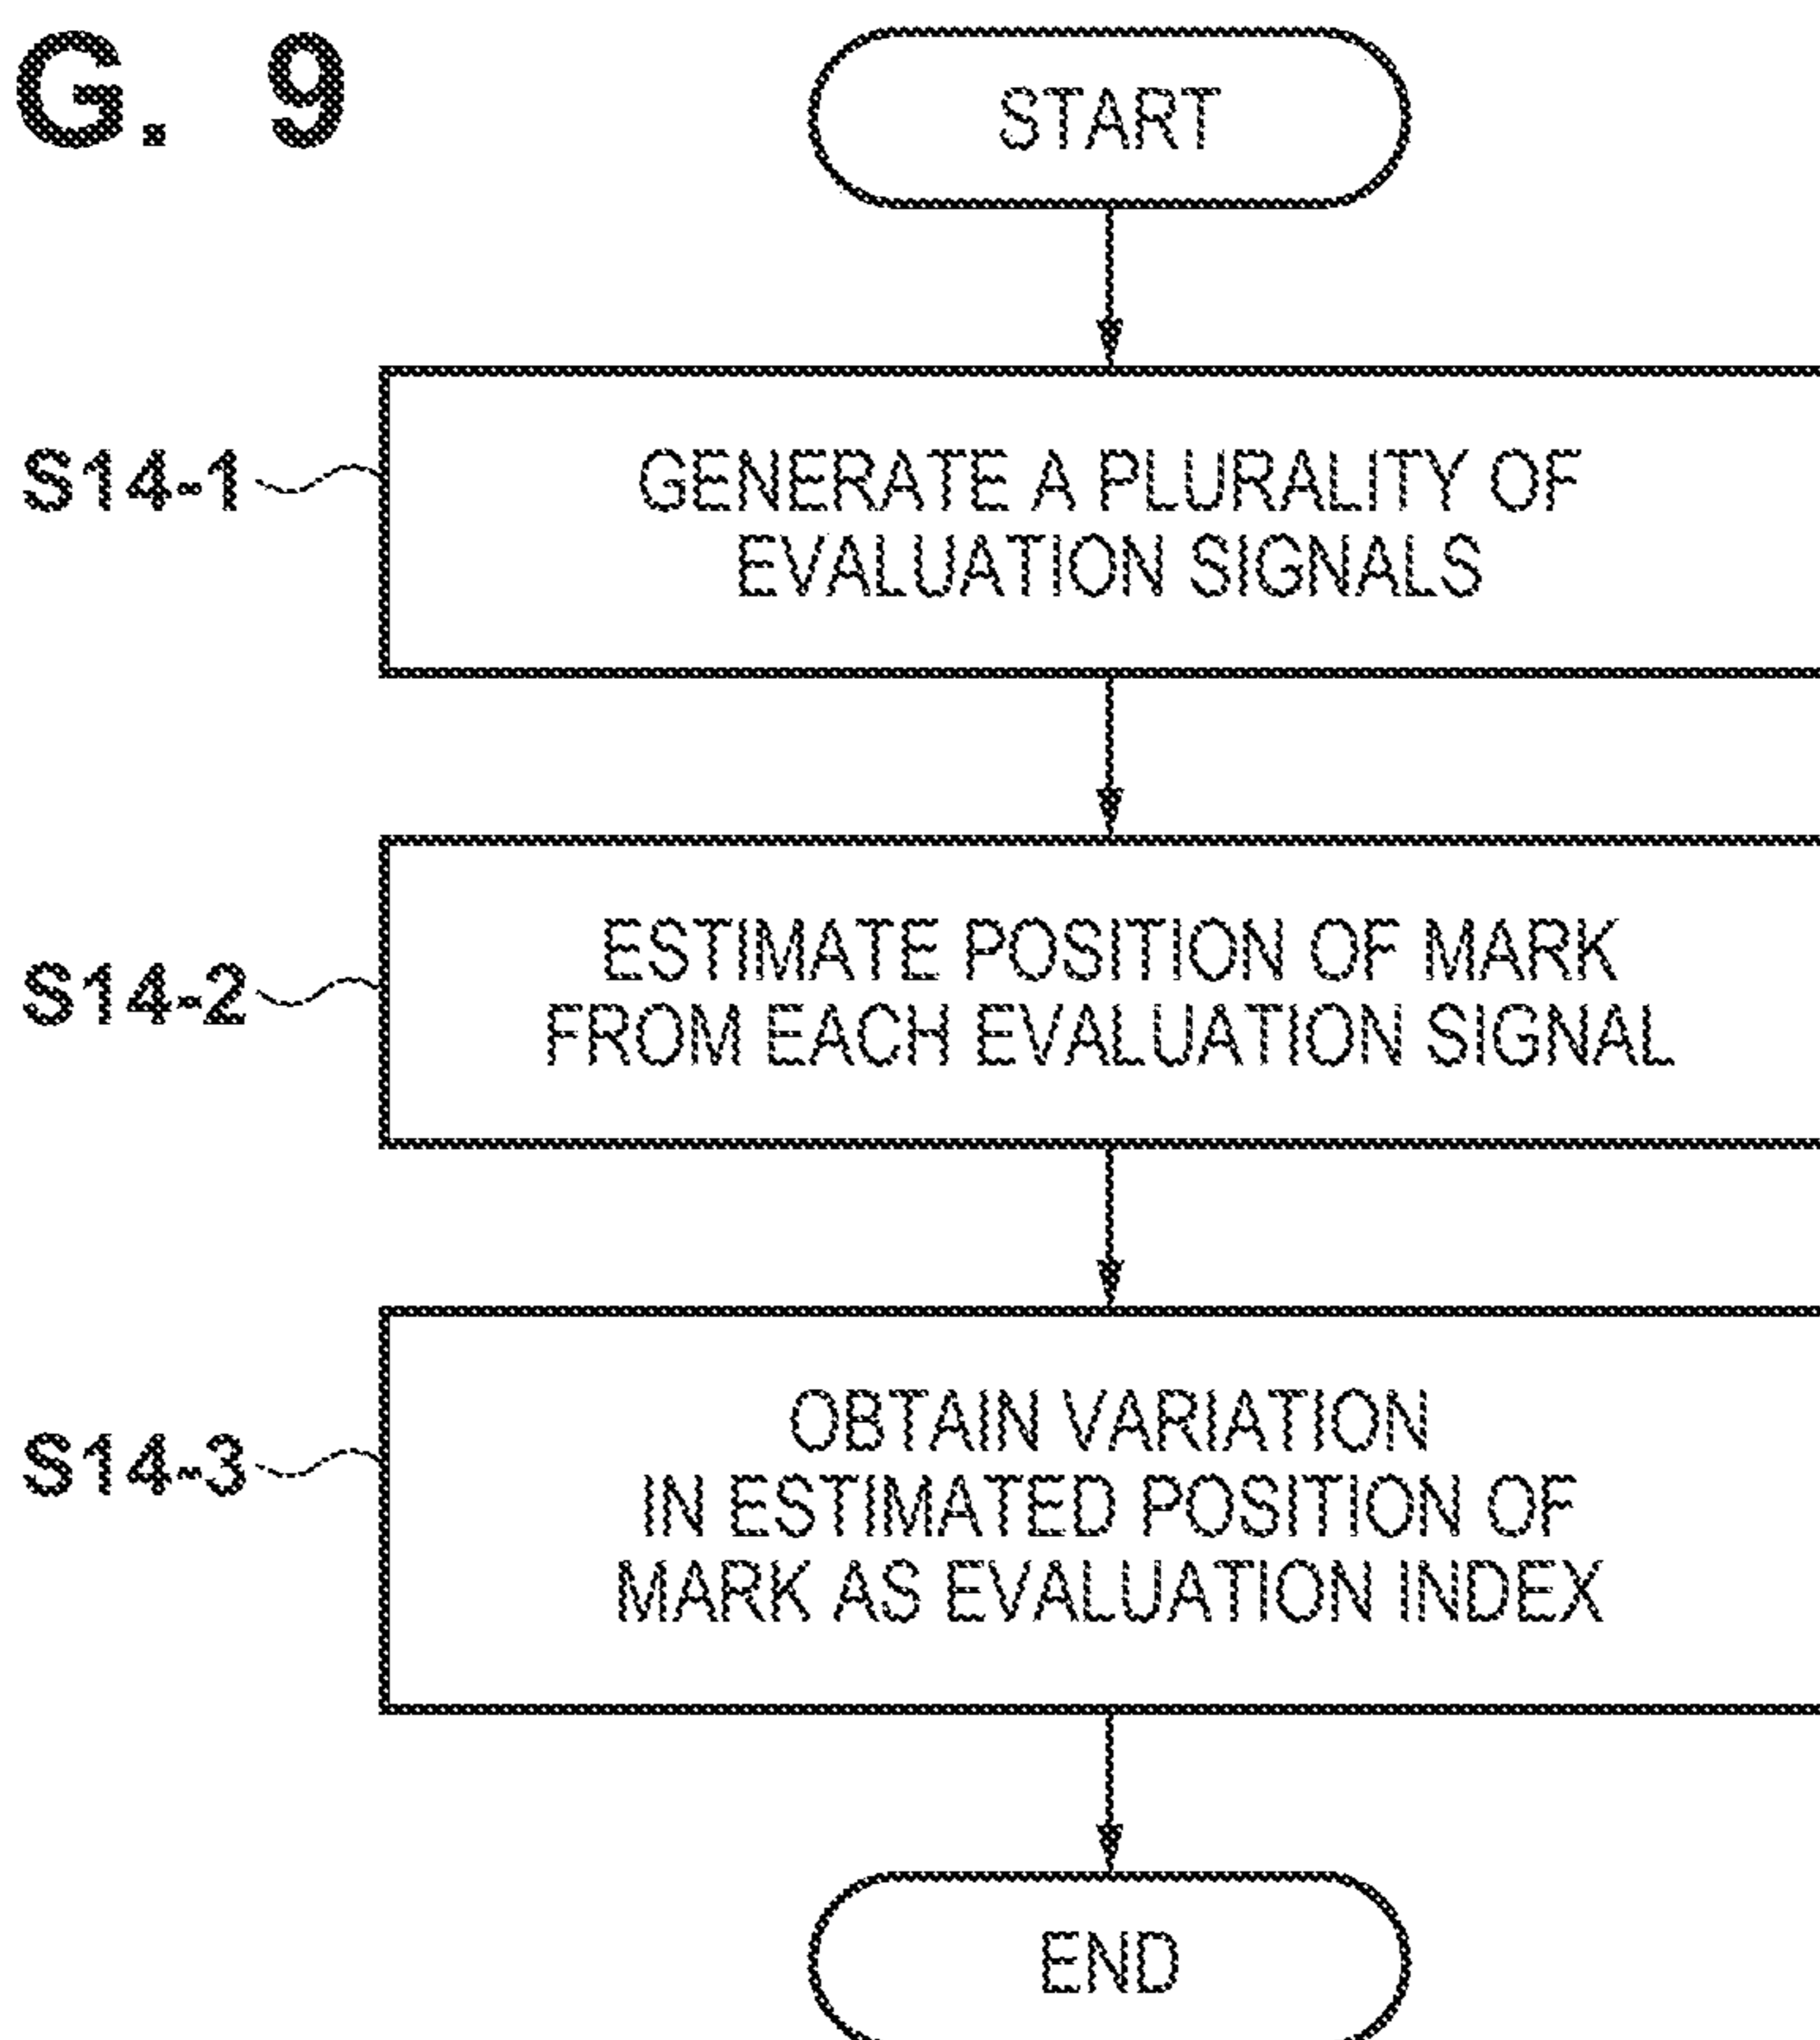 G. 9
START
S14-1
GENERATE A PLURALITY OF
EVALUATION SIGNALS
S14-2
ESTIMATE POSITION OF MARK
FROM EACH EVALUATION SIGNAL
S14-3
OBTAIN VARIATION
IN ESTIMATED POSITION OF
MARK AS EVALUATION INDEX
END